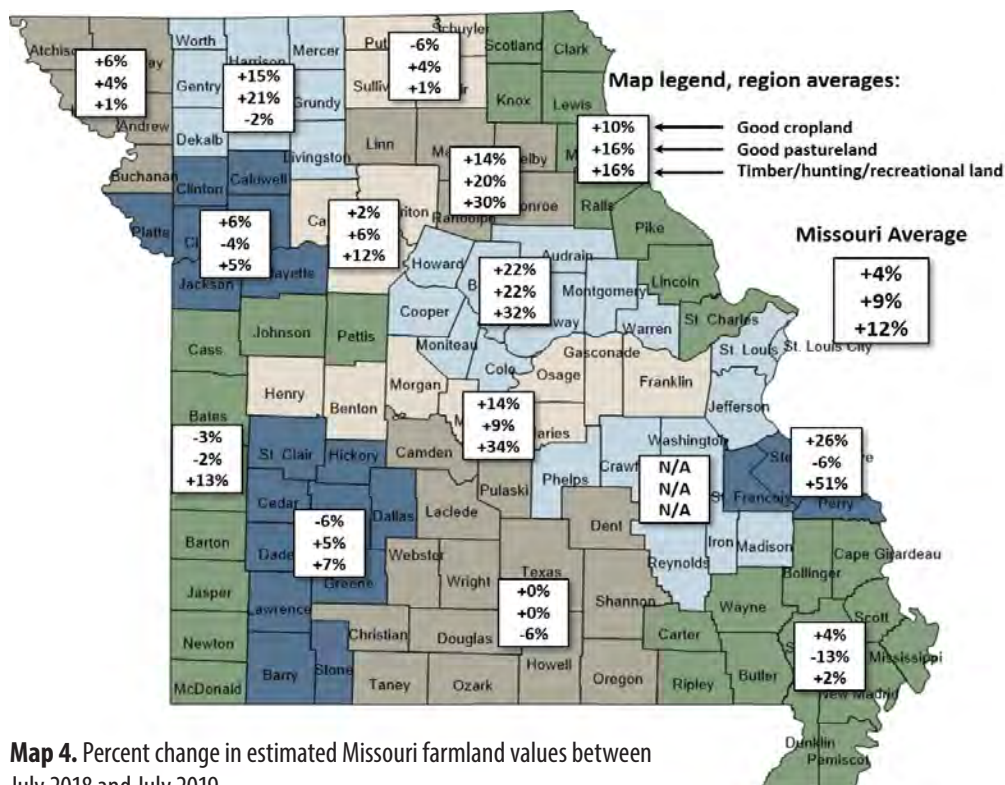 Atchison
Worth
Mercer
Schuyler
Scotland
Clark
+6%
+4%
+1%
Gentry
Harrison
+15%
+21%
-2%
Grundy
-6%
+4%
+1%
Knox
Lewis
Map legend, region averages:
Andrew
Dekalb
Livingston
Linn
+10%
+16%
+16%
Good cropland
Good pastureland
Timber/hunting/recreational land
Buchanan
Clinton
Caldwell
+14%
+20%
+30%
Randolph
Ralls
Pike
Platte
+6%
-4%
+5%
+2%
+6%
+12%
Missouri Average
+4%
+9%
+12%
Jackson
Howard
Audrain
+22%
+22%
+32%
Montgomery
Lincoln
Cooper
Warren
St. Charles
Cass
Johnson
Pettis
Moniteau
Cole
Gasconade
St. Louis
St. Louis City
Henry
Benton
Morgan
Osage
Franklin
Jefferson
Bates
+14%
+9%
+34%
Washington
+26%
-6%
+51%
-3%
-2%
+13%
St. Clair
Hickory
Camden
Phelps
N/A
N/A
N/A
St. Francois
Perry
Cedar
Dallas
Laclede
Pulaski
Dent
Iron
Madison
Barton
-6%
+5%
+7%
Greene
Webster
Wright
Texas
Reynolds
Bollinger
Cape Girardeau
Jasper
Lawrence
+0%
+0%
-6%
Shannon
Wayne
Scott
Newton
Christian
Douglas
Howell
Carter
+4%
-13%
+2%
Mississippi
McDonald
Barry
Stone
Taney
Ozark
Oregon
Ripley
Butler
New Madrid
Dunklin
Pemiscot
Map 4. Percent change in estimated Missouri farmland values between
July 2018 and July 2019